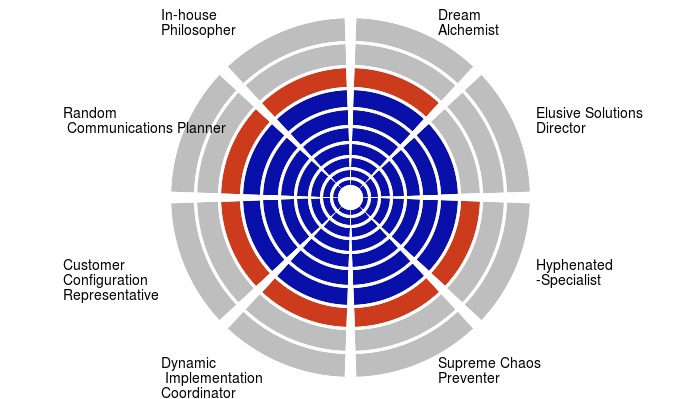 In-house
Philosopher
Dream
Alchemist
Random
Communications Planner
Elusive Solutions
Director
Customer
Configuration
Representative
Hyphenated
-Specialist
Dynamic
Implementation
Coordinator
Supreme Chaos
Preventer